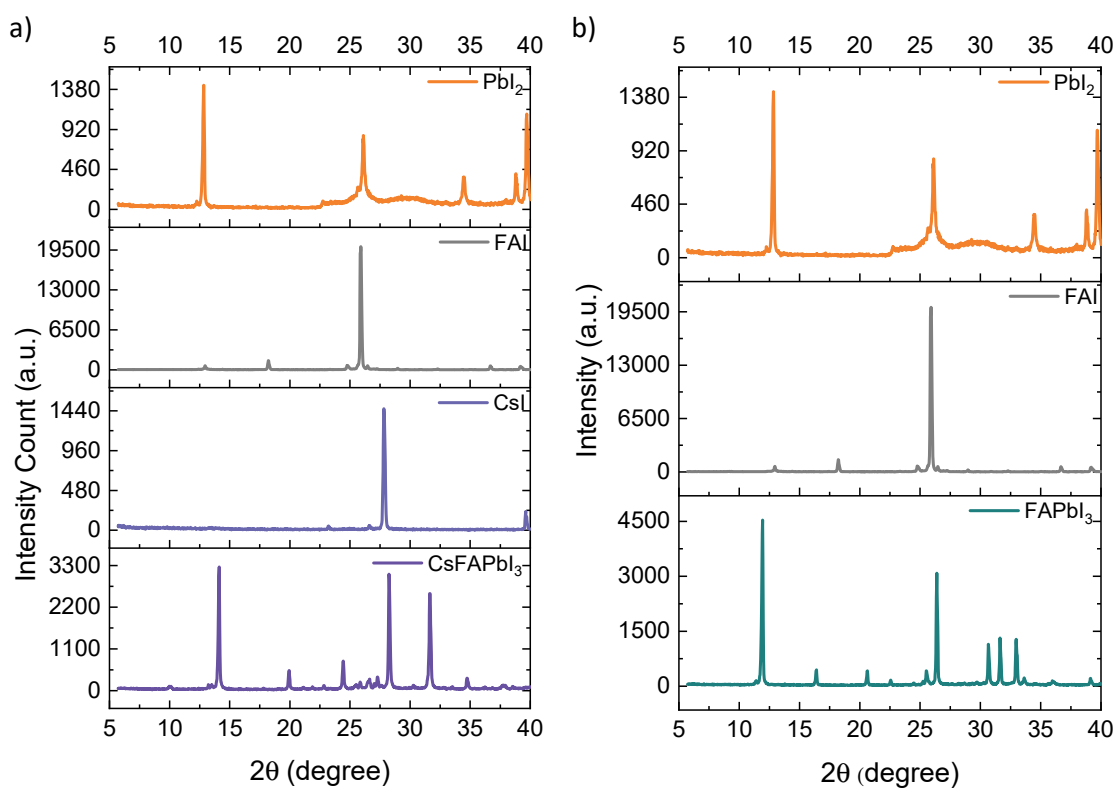 a)
5 10 15 20 25 30 35 40
PbI₂
1380
920
460
0
FAI
19500
13000
6500
0
CsI
1440
960
480
0
CsFAPbI₃
3300
2200
1100
0
5 10 15 20 25 30 35 40
2θ (degree)
Intensity Count (a.u.)
b)
5 10 15 20 25 30 35 40
PbI₂
1380
920
460
0
FAI
19500
13000
6500
0
FAPbI₃
4500
3000
1500
0
5 10 15 20 25 30 35 40
2θ (degree)
Intensity (a.u.)